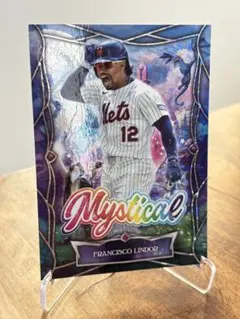 Mets
12
Mystical
FRANCISCO LINDOR